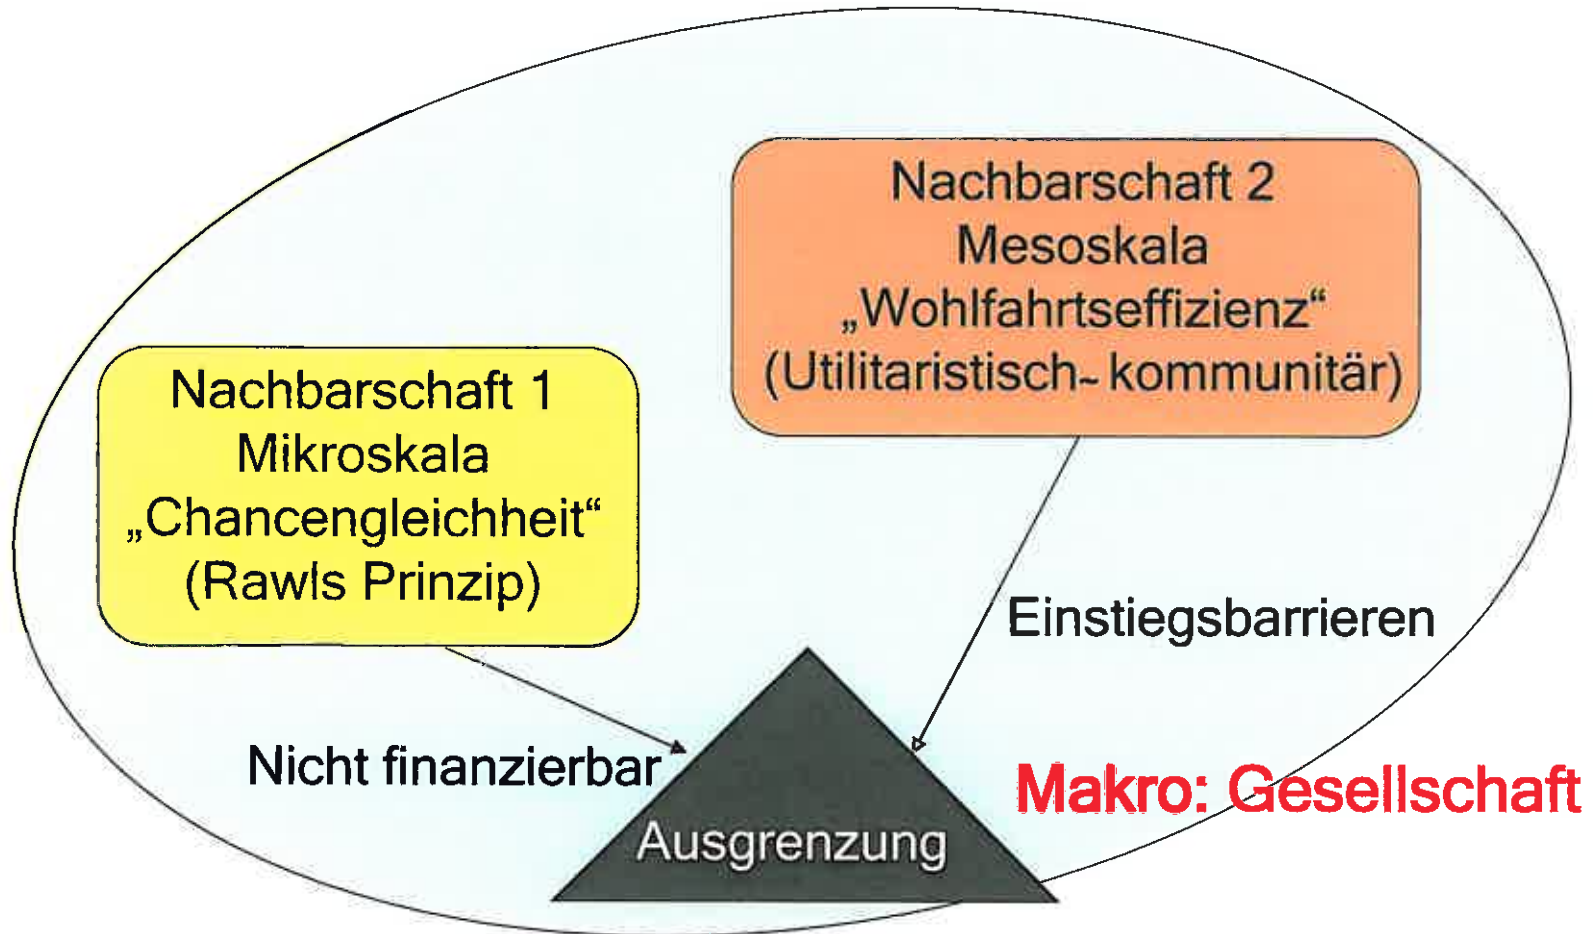 Nachbarschaft 2
Mesoskala
„Wohlfahrtseffizienz“
(Utilitaristisch- kommunitär)
Nachbarschaft 1
Mikroskala
„Chancengleichheit“
(Rawls Prinzip)
Einstiegsbarrieren
Nicht finanzierbar
Makro: Gesellschaft
Ausgrenzung